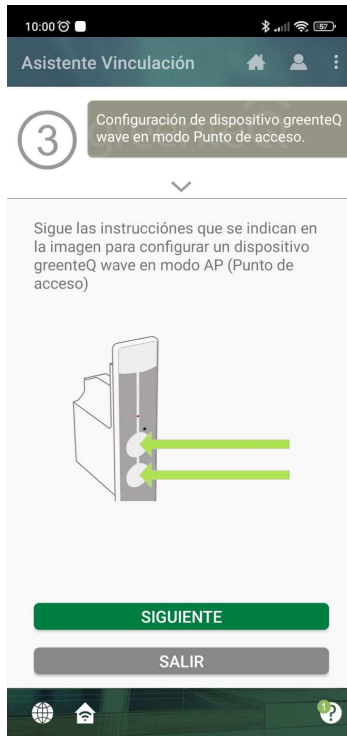 10:00
57
Asistente Vinculación
3
Configuración de dispositivo greenteQ
wave en modo Punto de acceso.
Sigue las instrucciónes que se indican en
la imagen para configurar un dispositivo
greenteQ wave en modo AP (Punto de
acceso)
SIGUIENTE
SALIR
1
?